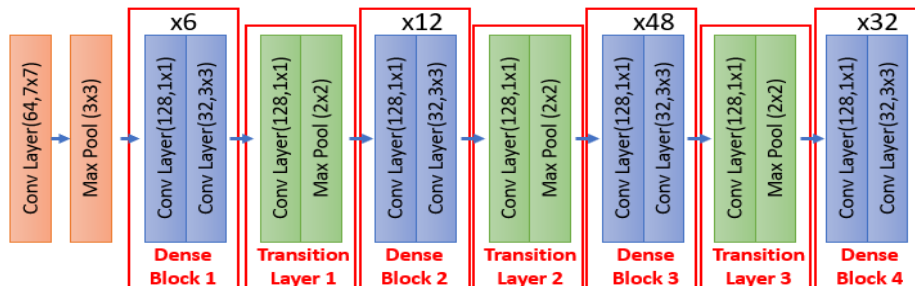 x6
x12
x48
x32
Conv Layer(64,7x7)
Max Pool (3x3)
Conv Layer(128,1x1)
Conv Layer(32,3x3)
Conv Layer(128,1x1)
Max Pool (2x2)
Conv Layer(128,1x1)
Conv Layer(32,3x3)
Conv Layer(128,1x1)
Max Pool (2x2)
Conv Layer(128,1x1)
Conv Layer(32,3x3)
Conv Layer(128,1x1)
Max Pool (2x2)
Conv Layer(128,1x1)
Conv Layer(32,3x3)
Dense
Block 1
Transition
Layer 1
Dense
Block 2
Transition
Layer 2
Dense
Block 3
Transition
Layer 3
Dense
Block 4